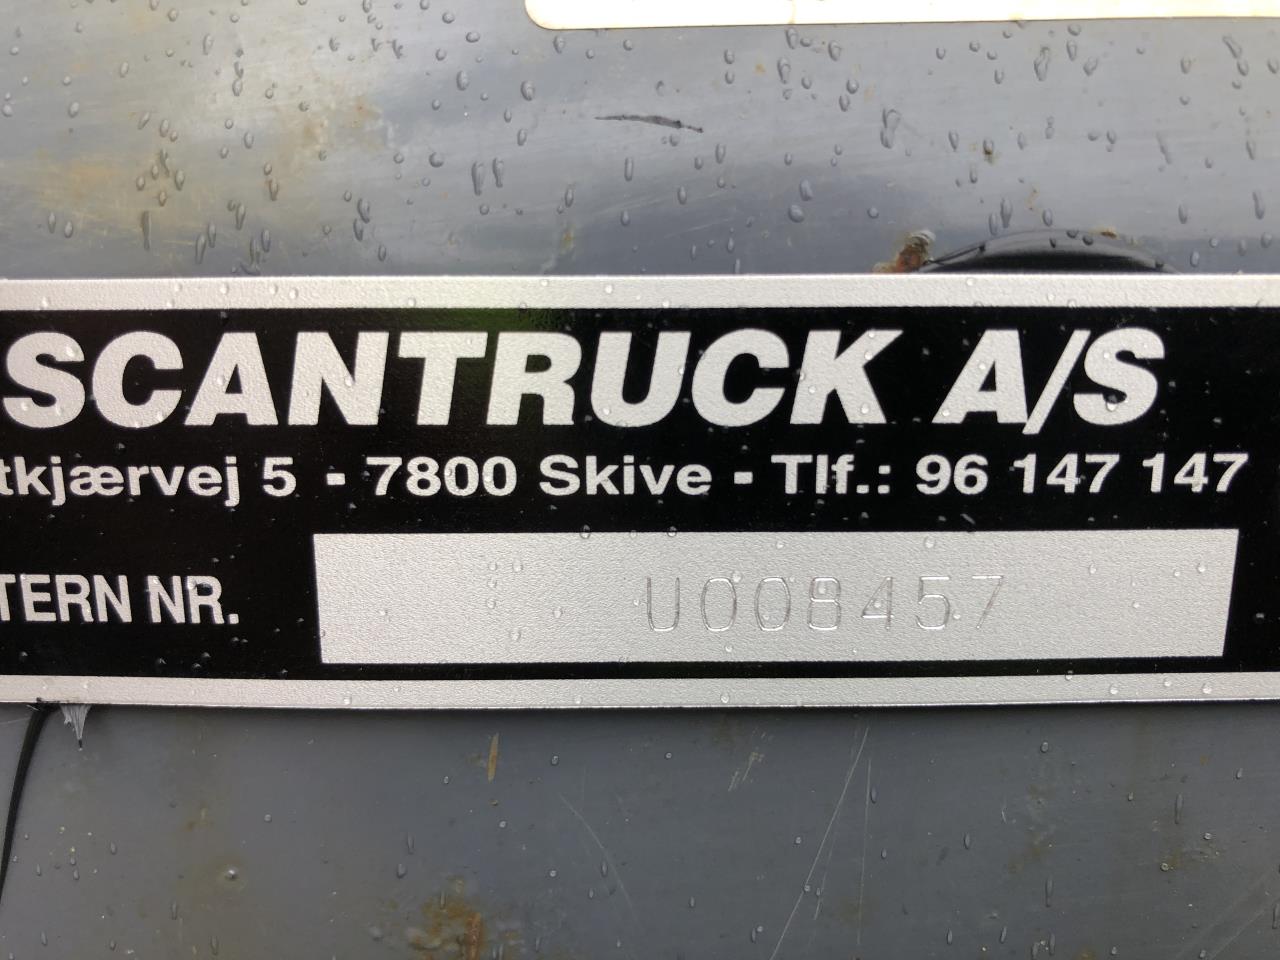 SCANTRUCK A/S
tkjærvej 5 - 7800 Skive - Tlf.: 96 147 147
TERN NR. U008457